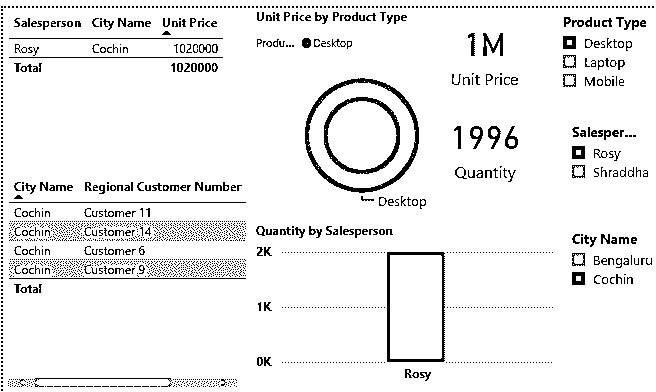 Salesperson City Name Unit Price
Rosy Cochin 1020000
Total 1020000
City Name Regional Customer Number
Cochin Customer 11
Cochin Customer 14
Cochin Customer 6
Cochin Customer 9
Total
Unit Price by Product Type
Produ... Desktop
Desktop
1M
Unit Price
1996
Quantity
Quantity by Salesperson
2K
1K
0K
Rosy
Product Type
Desktop
Laptop
Mobile
Salesper...
Rosy
Shraddha
City Name
Bengaluru
Cochin